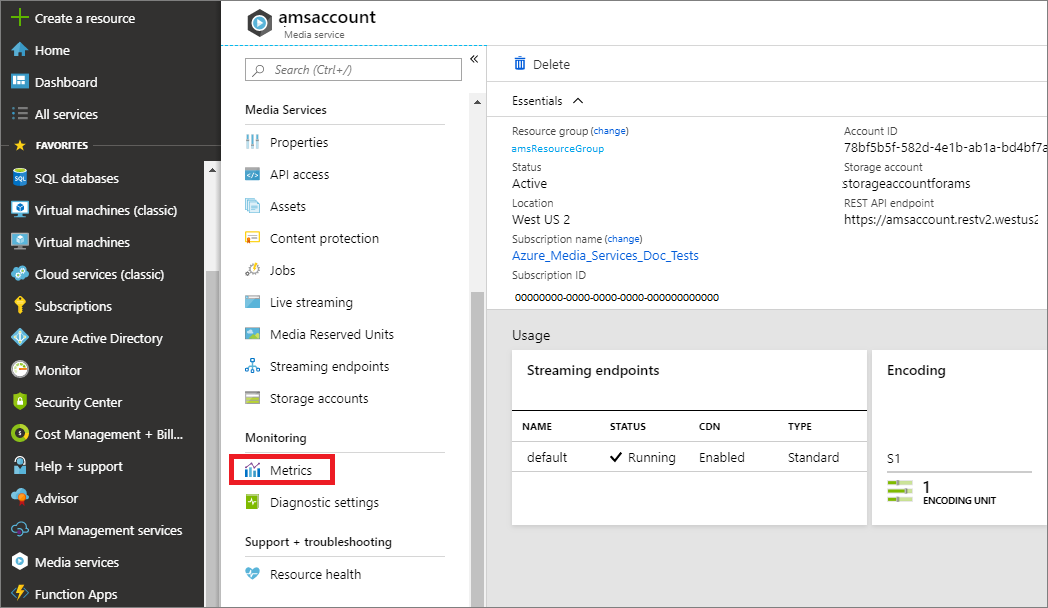 Create a resource
Home
Dashboard
All services
FAVORITES
SQL databases
Virtual machines (classic)
Virtual machines
Cloud services (classic)
Subscriptions
Azure Active Directory
Monitor
Security Center
Cost Management + Bill...
Help + support
Advisor
API Management services
Media services
Function Apps
amsaccount
Media service
Search (Ctrl+/)
«
Media Services
Properties
API access
Assets
Content protection
Jobs
Live streaming
Media Reserved Units
Streaming endpoints
Storage accounts
Monitoring
Metrics
Diagnostic settings
Support + troubleshooting
Resource health
Delete
Essentials
Resource group (change)
amsResourceGroup
Status
Active
Location
West US 2
Subscription name (change)
Azure_Media_Services_Doc_Tests
Subscription ID
00000000-0000-0000-0000-000000000000
Account ID
78bf5b5f-582d-4e1b-ab1a-bd4bf7a
Storage account
storageaccountforams
REST API endpoint
https://amsaccount.restv2.westus2
Usage
Streaming endpoints
NAME STATUS CDN TYPE
default Running Enabled Standard
Encoding
S1
1
ENCODING UNIT